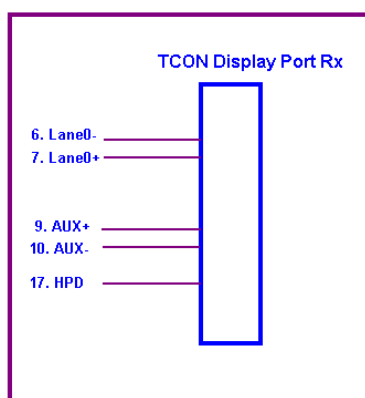 TCON Display Port Rx
6. Lane0-
7. Lane0+
9. AUX+
10. AUX-
17. HPD